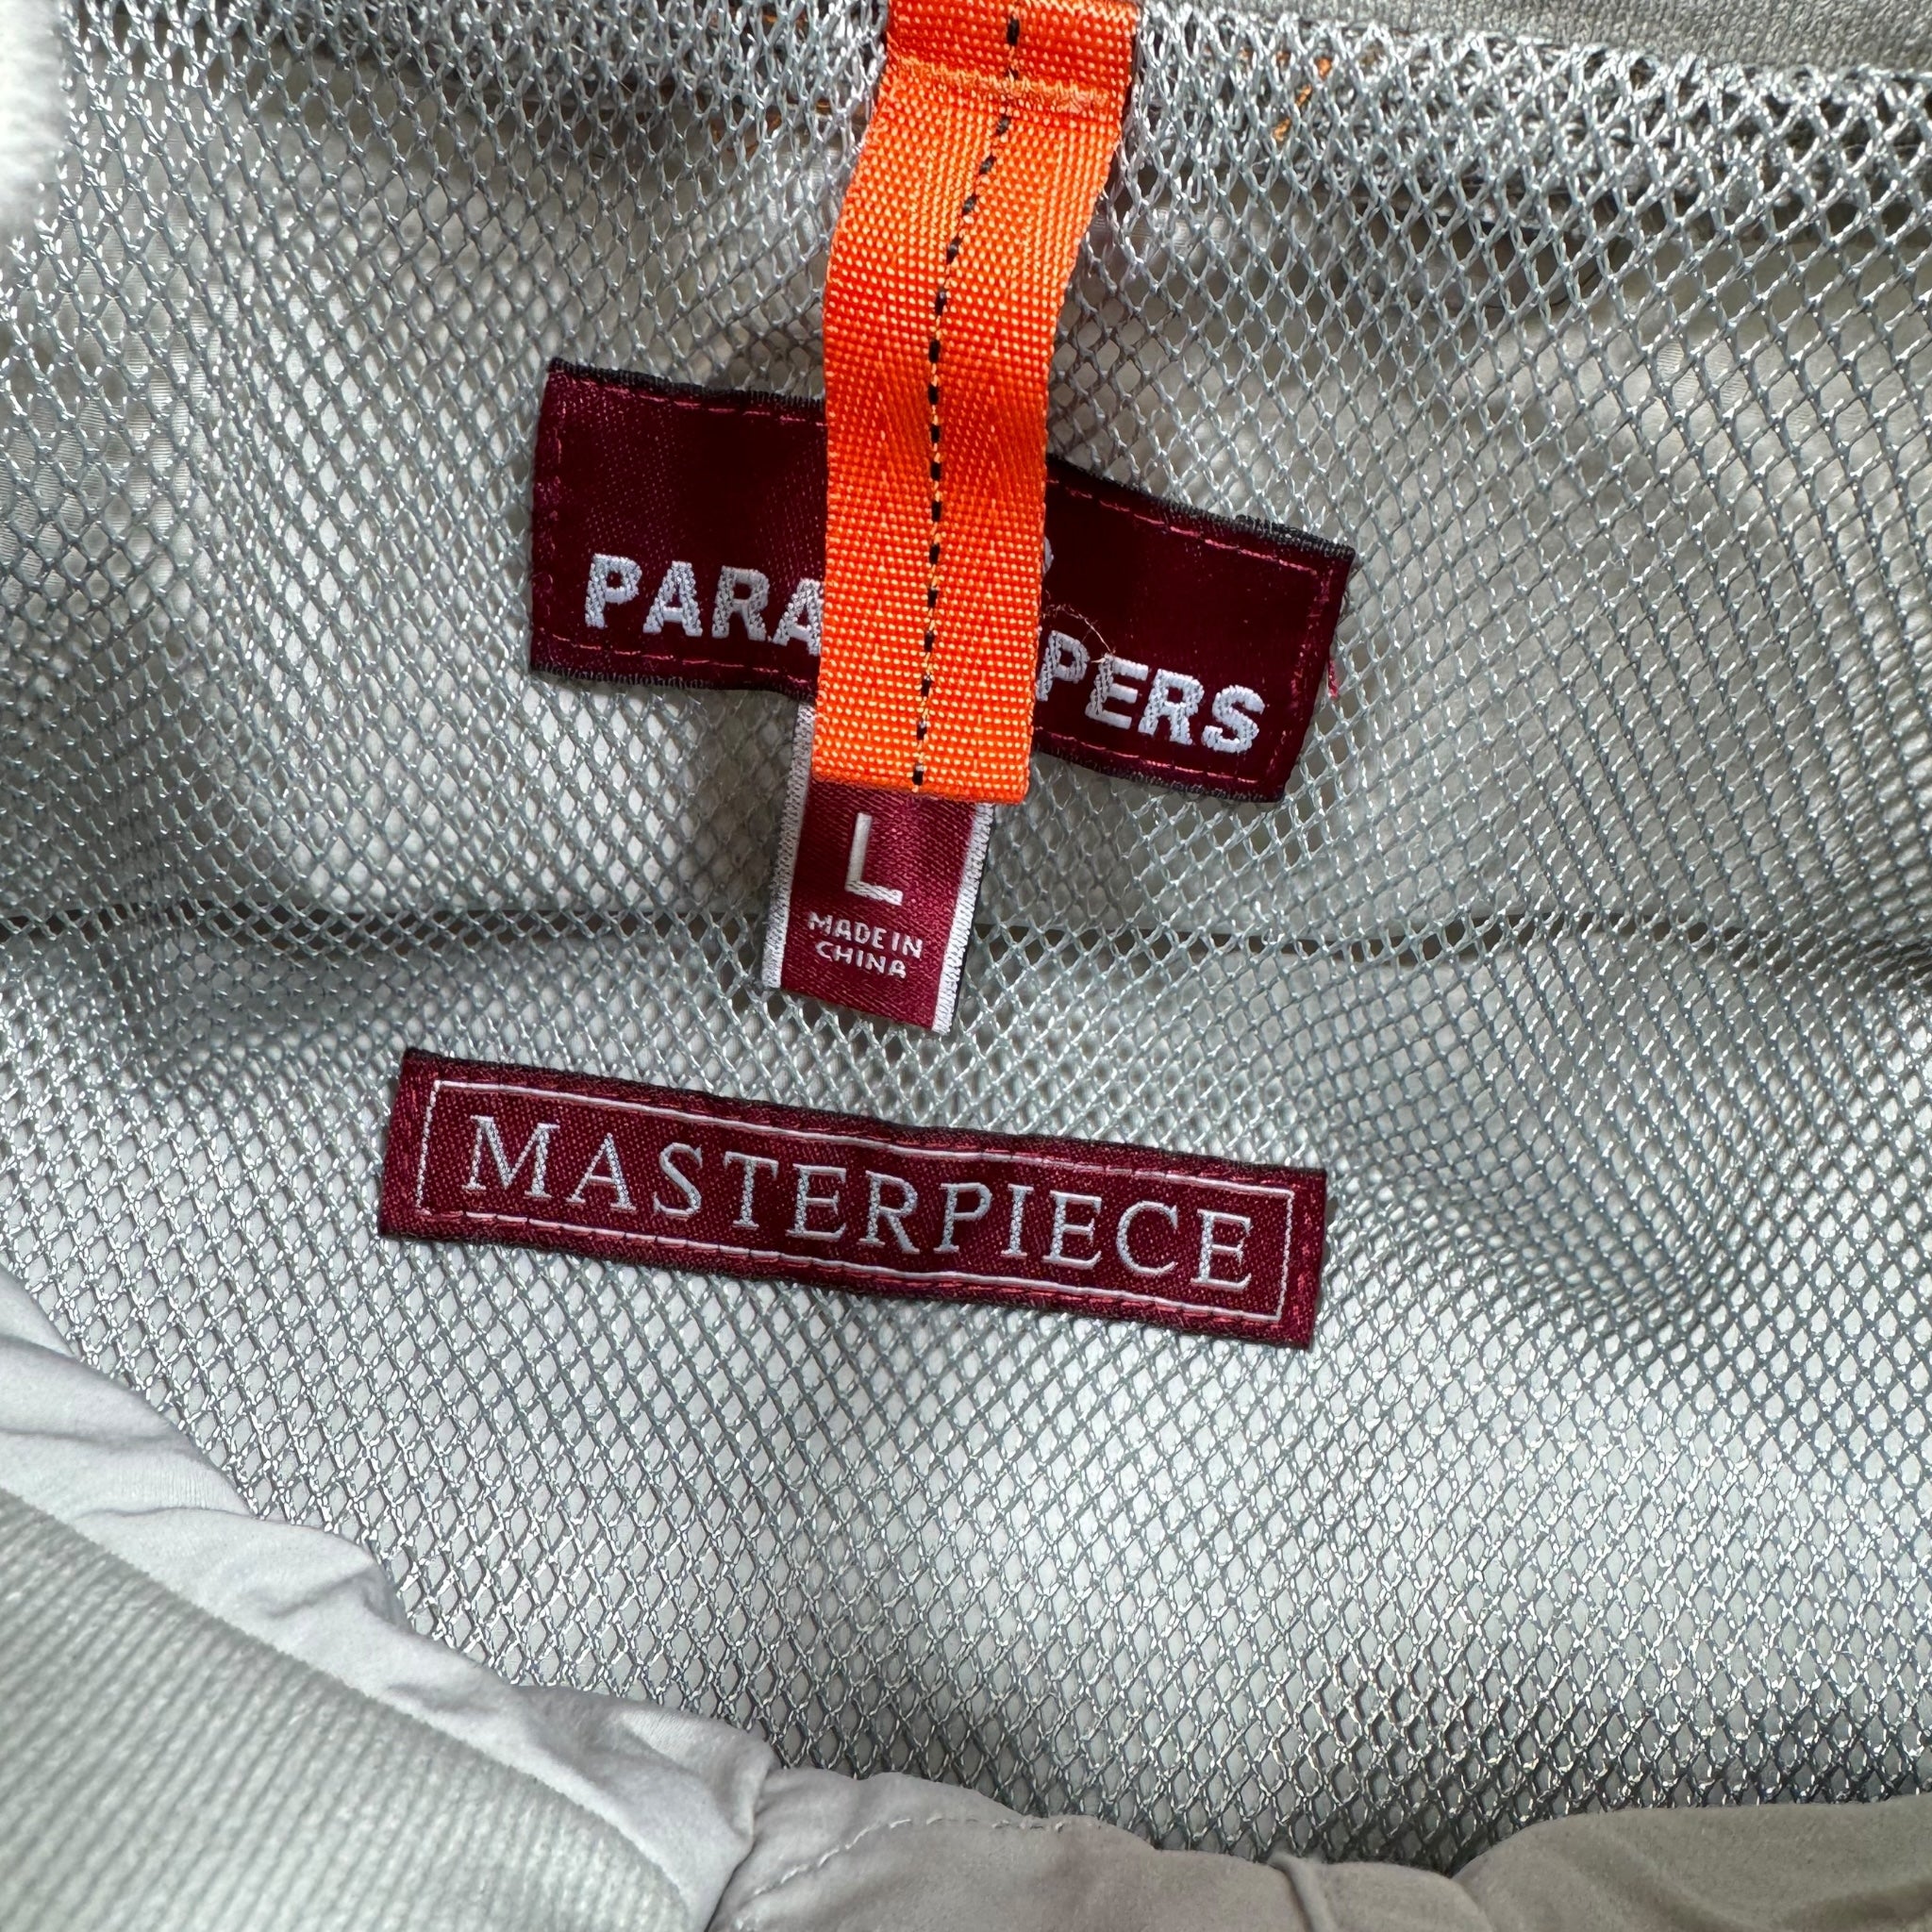 PARA PERS
L
MADE IN
CHINA
MASTERPIECE